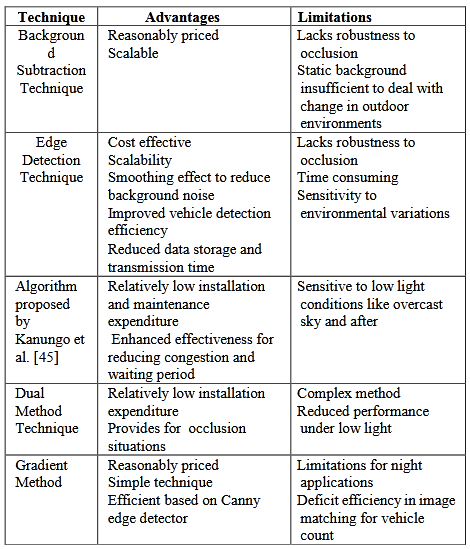 Technique Advantages Limitations
Backgroun
d
Subtraction
Technique
Reasonably priced
Scalable
Lacks robustness to
occlusion
Static background
insufficient to deal with
change in outdoor
environments
Edge
Detection
Technique
Cost effective
Scalability
Smoothing effect to reduce
background noise
Improved vehicle detection
efficiency
Reduced data storage and
transmission time
Lacks robustness to
occlusion
Time consuming
Sensitivity to
environmental variations
Algorithm
proposed
by
Kanungo et
al. [45]
Relatively low installation
and maintenance
expenditure
Enhanced effectiveness for
reducing congestion and
waiting period
Sensitive to low light
conditions like overcast
sky and after
Dual
Method
Technique
Relatively low installation
expenditure
Provides for occlusion
situations
Complex method
Reduced performance
under low light
Gradient
Method
Reasonably priced
Simple technique
Efficient based on Canny
edge detector
Limitations for night
applications
Deficit efficiency in image
matching for vehicle
count